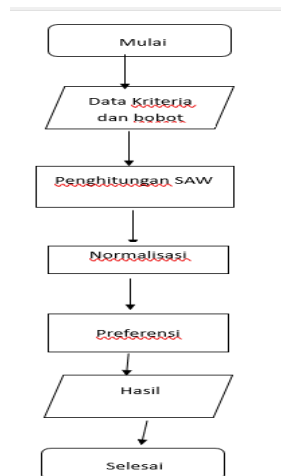 Mulai
Data Kriteria
dan bobot
Penghitungan SAW
Normalisasi
Preferensi
Hasil
Selesai